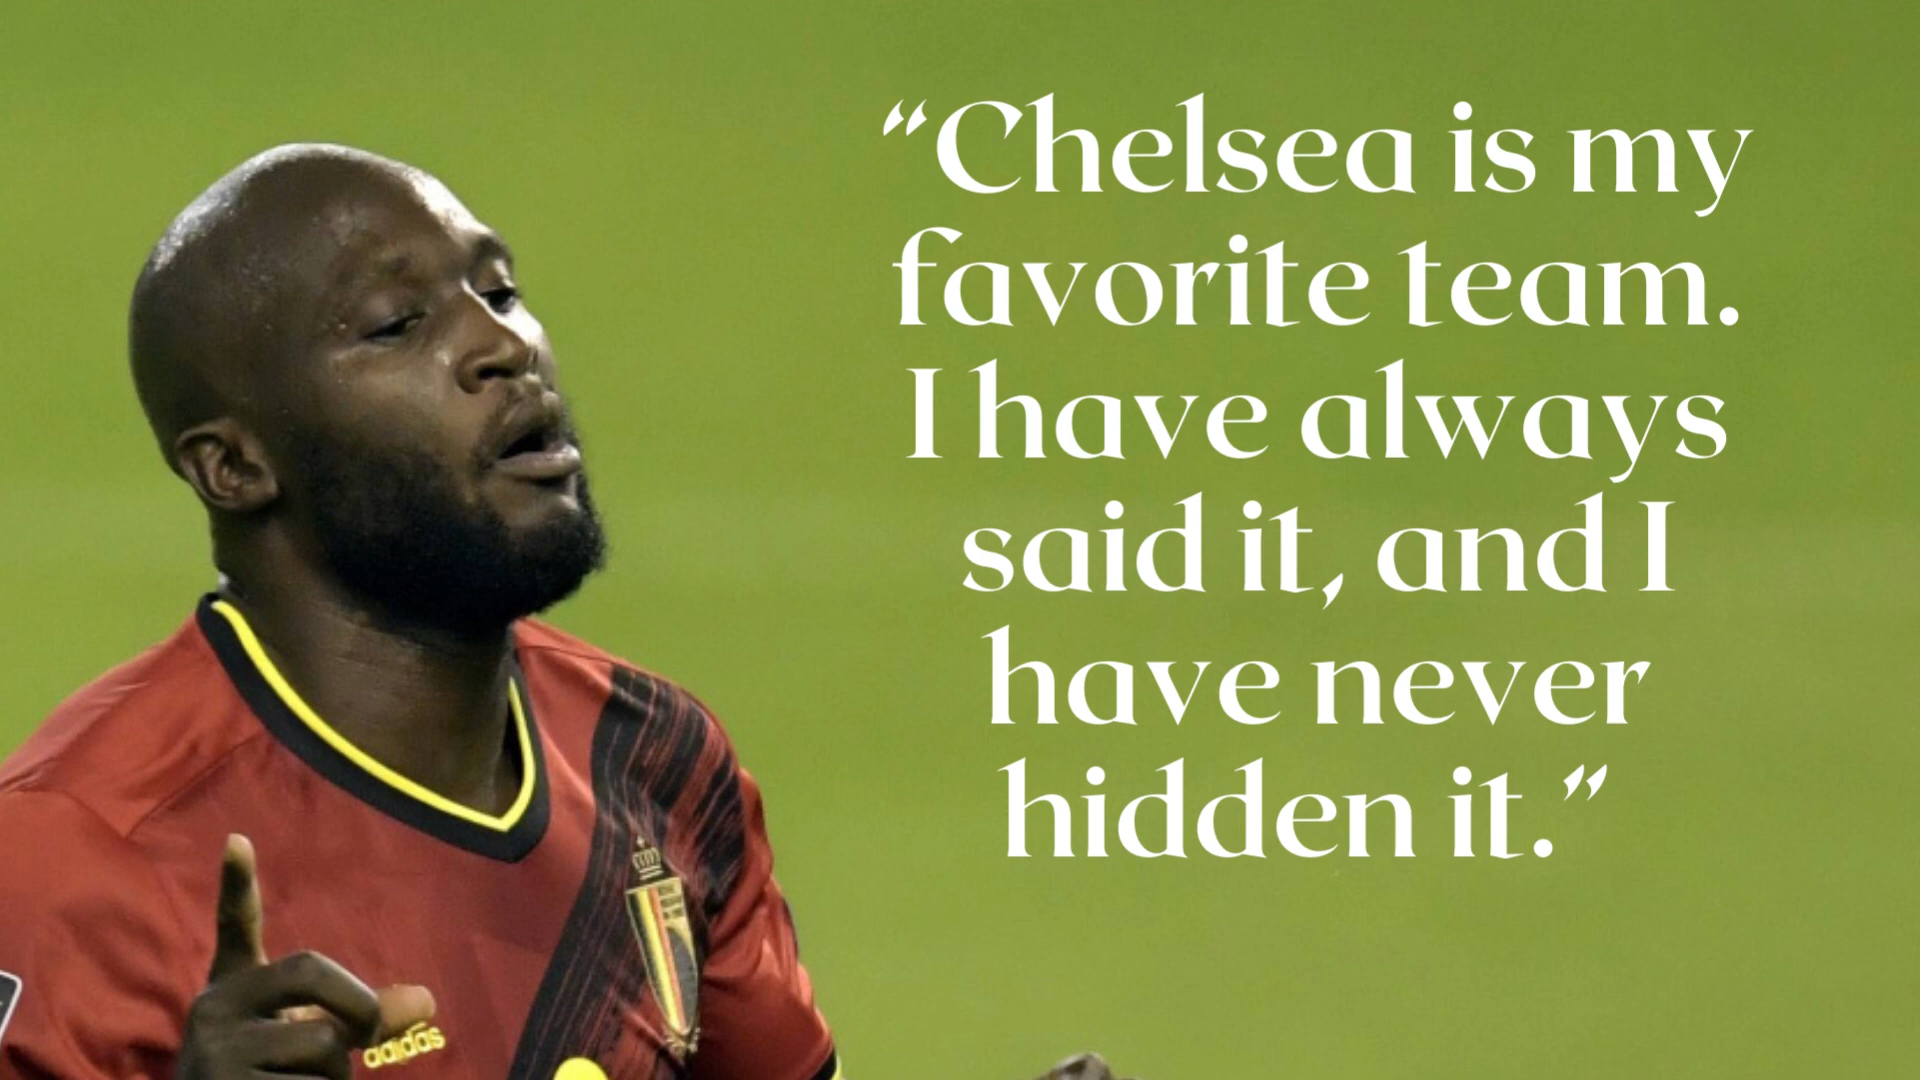 “Chelsea is my
favorite team.
I have always
said it, and I
have never
hidden it.”
adidas